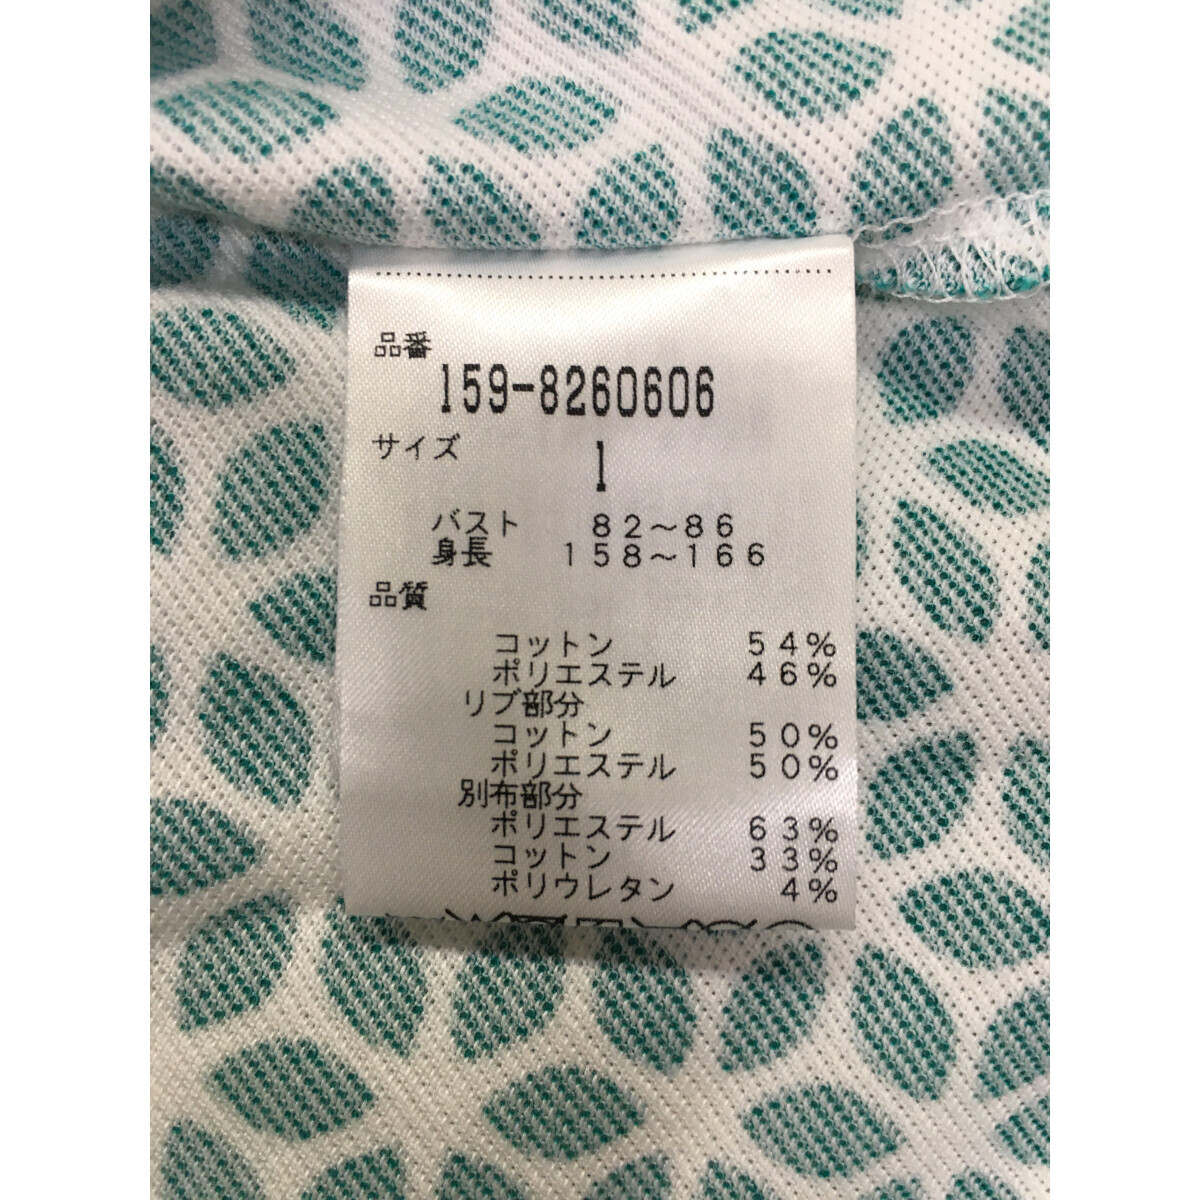 品番
159-8260606
サイズ 1
バスト 82~86
身長 158~166
品質
コットン 54%
ポリエステル 46%
リブ部分
コットン 50%
ポリエステル 50%
別布部分
ポリエステル 63%
コットン 33%
ポリウレタン 4%